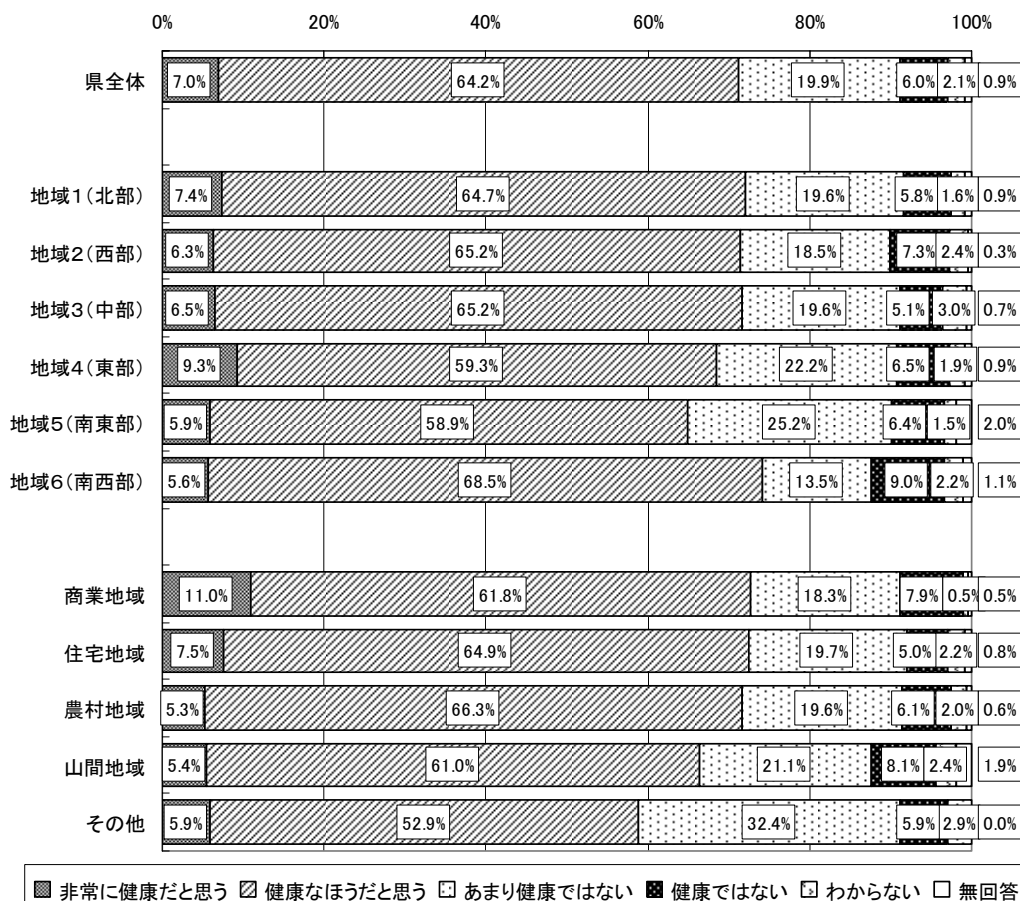 0% 20% 40% 60% 80% 100%
県全体 7.0% 64.2% 19.9% 6.0% 2.1% 0.9%
地域1(北部) 7.4% 64.7% 19.6% 5.8% 1.6% 0.9%
地域2(西部) 6.3% 65.2% 18.5% 7.3% 2.4% 0.3%
地域3(中部) 6.5% 65.2% 19.6% 5.1% 3.0% 0.7%
地域4(東部) 9.3% 59.3% 22.2% 6.5% 1.9% 0.9%
地域5(南東部) 5.9% 58.9% 25.2% 6.4% 1.5% 2.0%
地域6(南西部) 5.6% 68.5% 13.5% 9.0% 2.2% 1.1%
商業地域 11.0% 61.8% 18.3% 7.9% 0.5% 0.5%
住宅地域 7.5% 64.9% 19.7% 5.0% 2.2% 0.8%
農村地域 5.3% 66.3% 19.6% 6.1% 2.0% 0.6%
山間地域 5.4% 61.0% 21.1% 8.1% 2.4% 1.9%
その他 5.9% 52.9% 32.4% 5.9% 2.9% 0.0%
非常に健康だと思う 健康なほうだと思う あまり健康ではない 健康ではない わからない 無回答